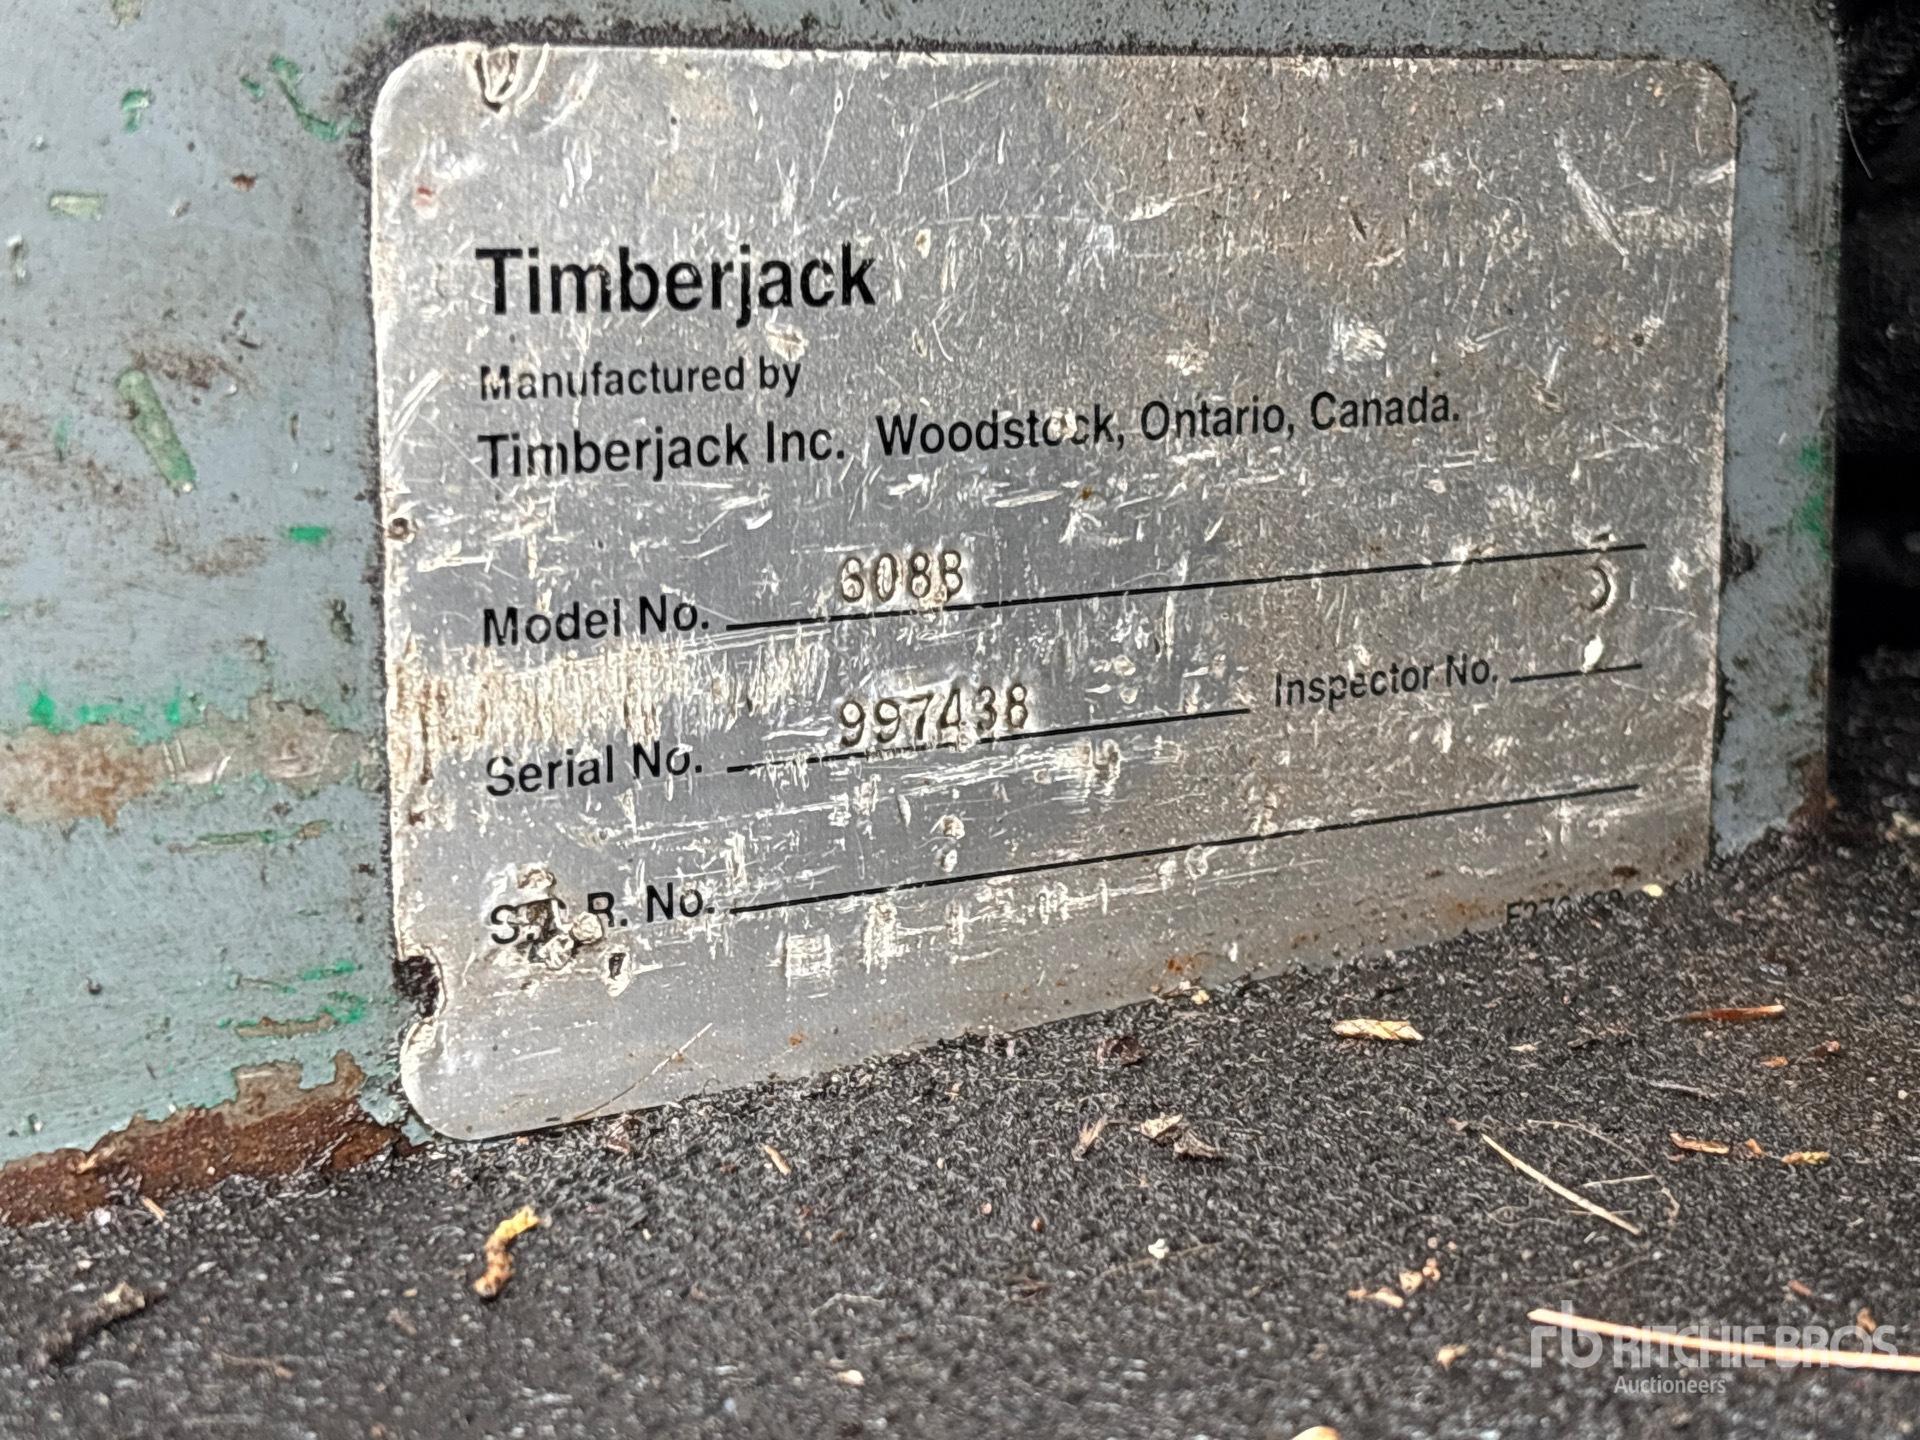 Timberjack
Manufactured by
Timberjack Inc. Woodstock, Ontario, Canada.
Model No. 608B
Serial No. 997438 Inspector No.
R. No.
RITCHIE BROS
Auctioneers